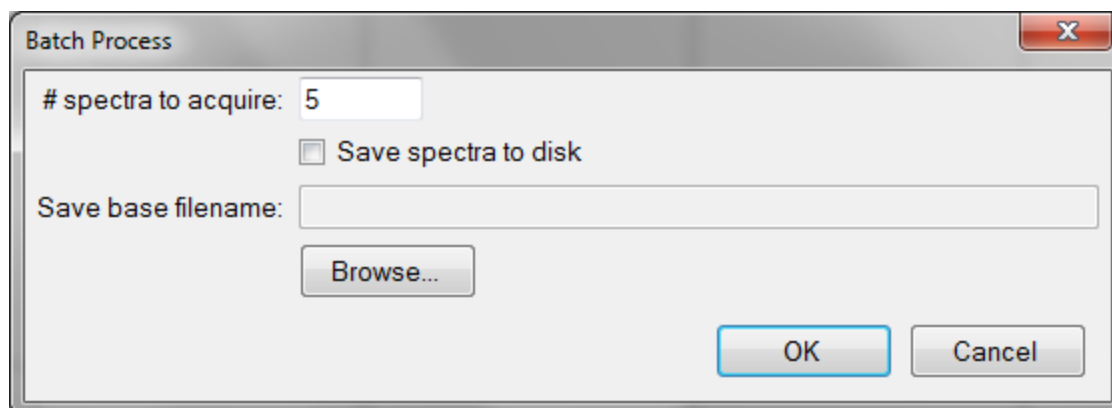 Batch Process
# spectra to acquire: 5
Save spectra to disk
Save base filename:
Browse...
OK Cancel